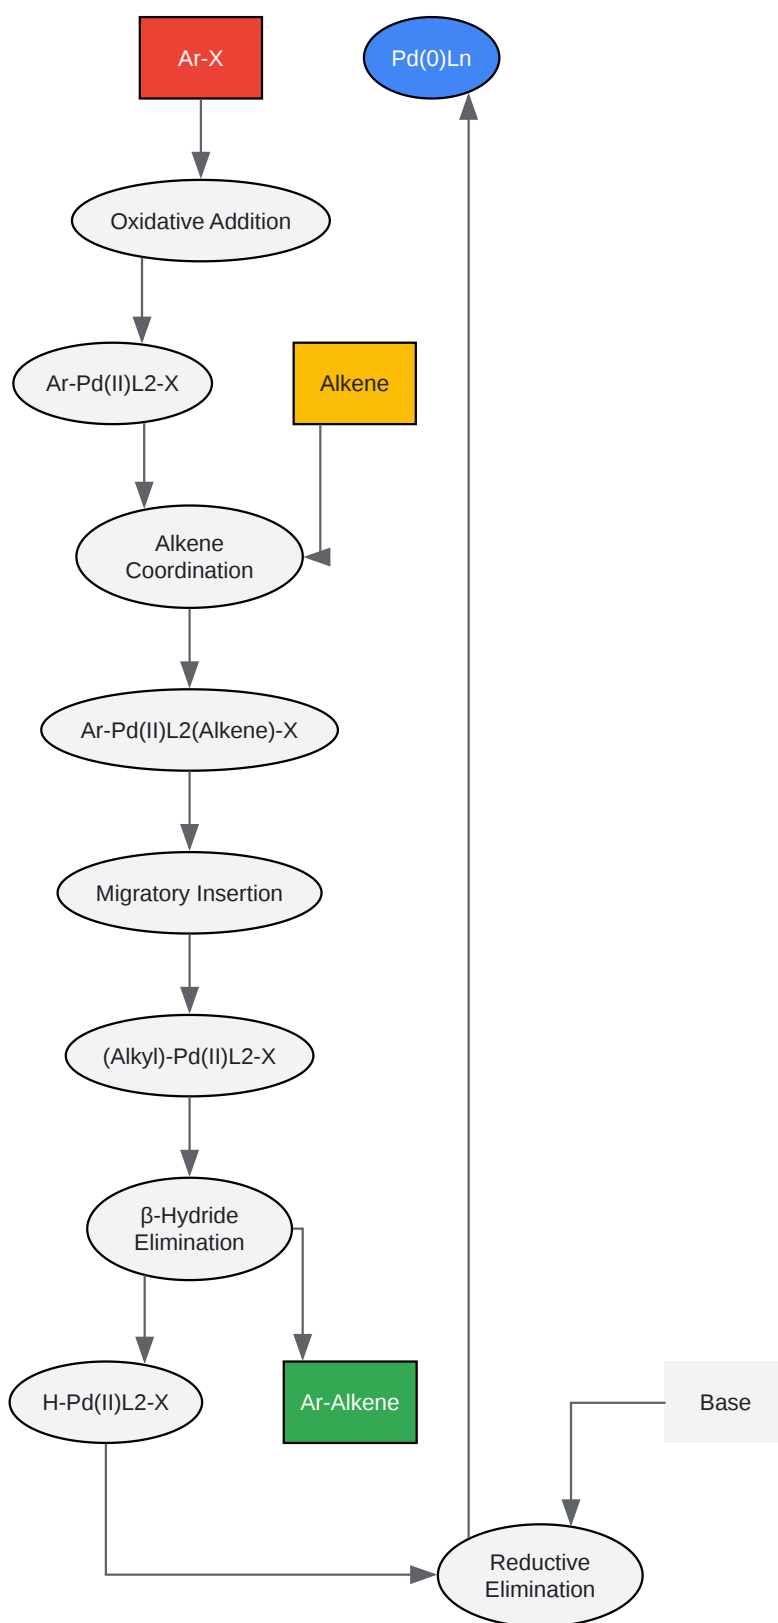 Ar-X
Pd(0)Ln
Oxidative Addition
Ar-Pd(II)L2-X
Alkene
Alkene
Coordination
Ar-Pd(II)L2(Alkene)-X
Migratory Insertion
(Alkyl)-Pd(II)L2-X
β-Hydride
Elimination
H-Pd(II)L2-X
Ar-Alkene
Base
Reductive
Elimination